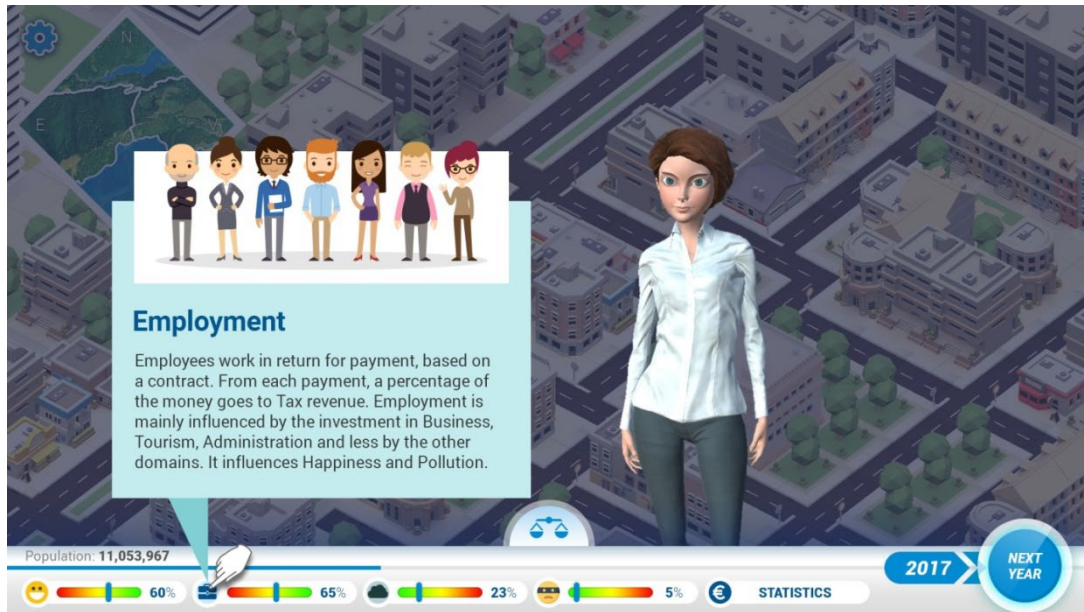 N
E
Employment
Employees work in return for payment, based on
a contract. From each payment, a percentage of
the money goes to Tax revenue. Employment is
mainly influenced by the investment in Business,
Tourism, Administration and less by the other
domains. It influences Happiness and Pollution.
Population: 11,053,967
2017
NEXT
YEAR
60%
65%
23%
5%
€
STATISTICS